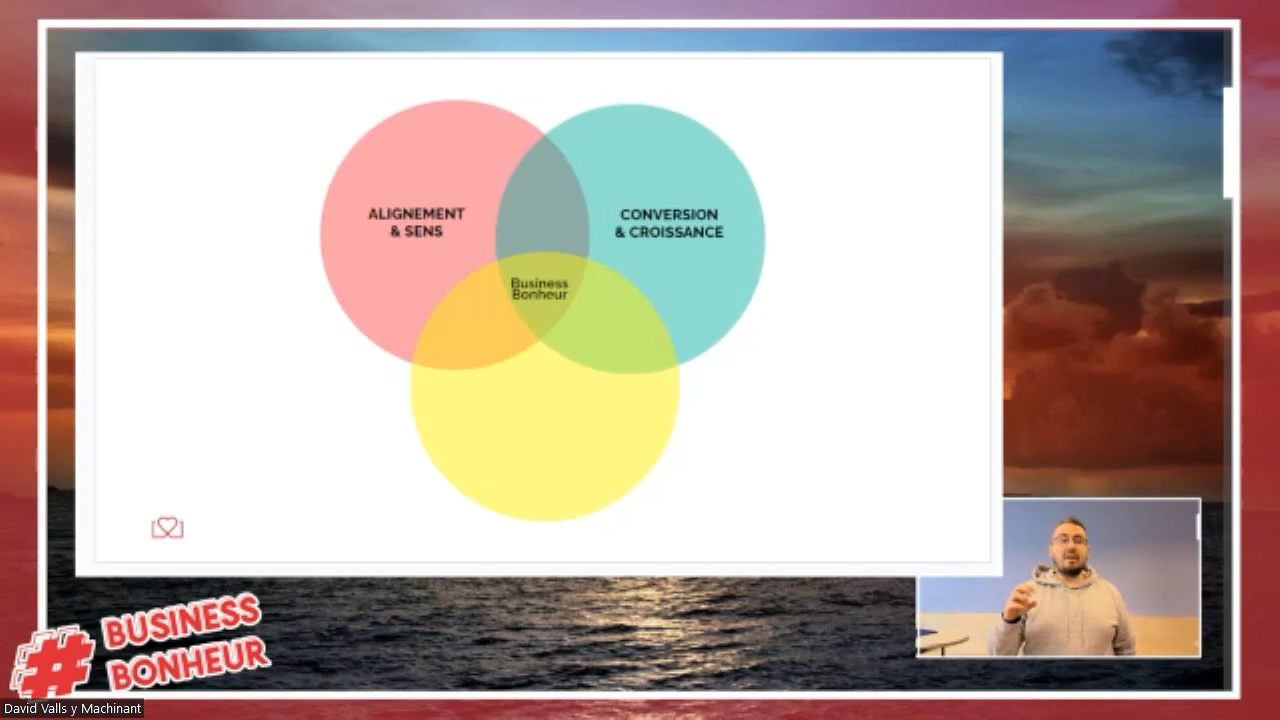 ALIGNEMENT
& SENS
CONVERSION
& CROISSANCE
Business
Bonheur
# BUSINESS
BONHEUR
David Valls y Machinant